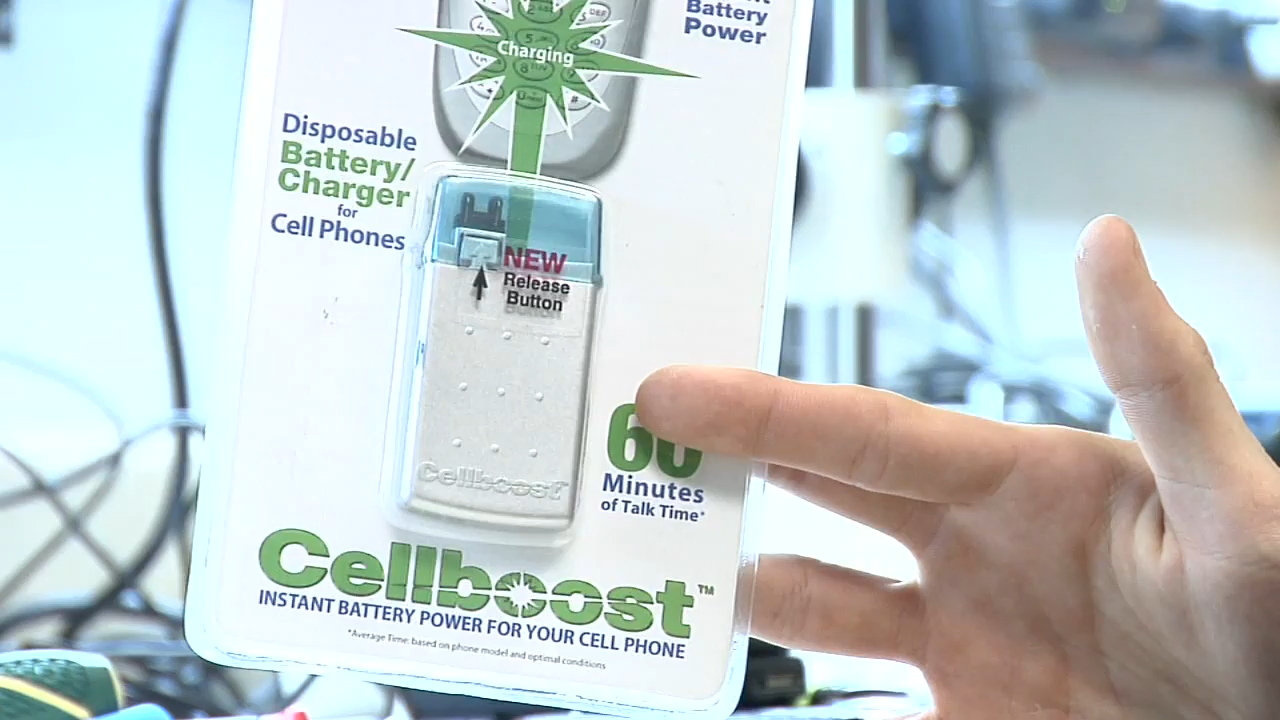 Battery
Power
Charging
Disposable
Battery/
Charger
for
Cell Phones
NEW
Release
Button
Cellboost
60
Minutes
of Talk Time*
Cellboost™
INSTANT BATTERY POWER FOR YOUR CELL PHONE
*Average Time: based on phone model and optimal conditions